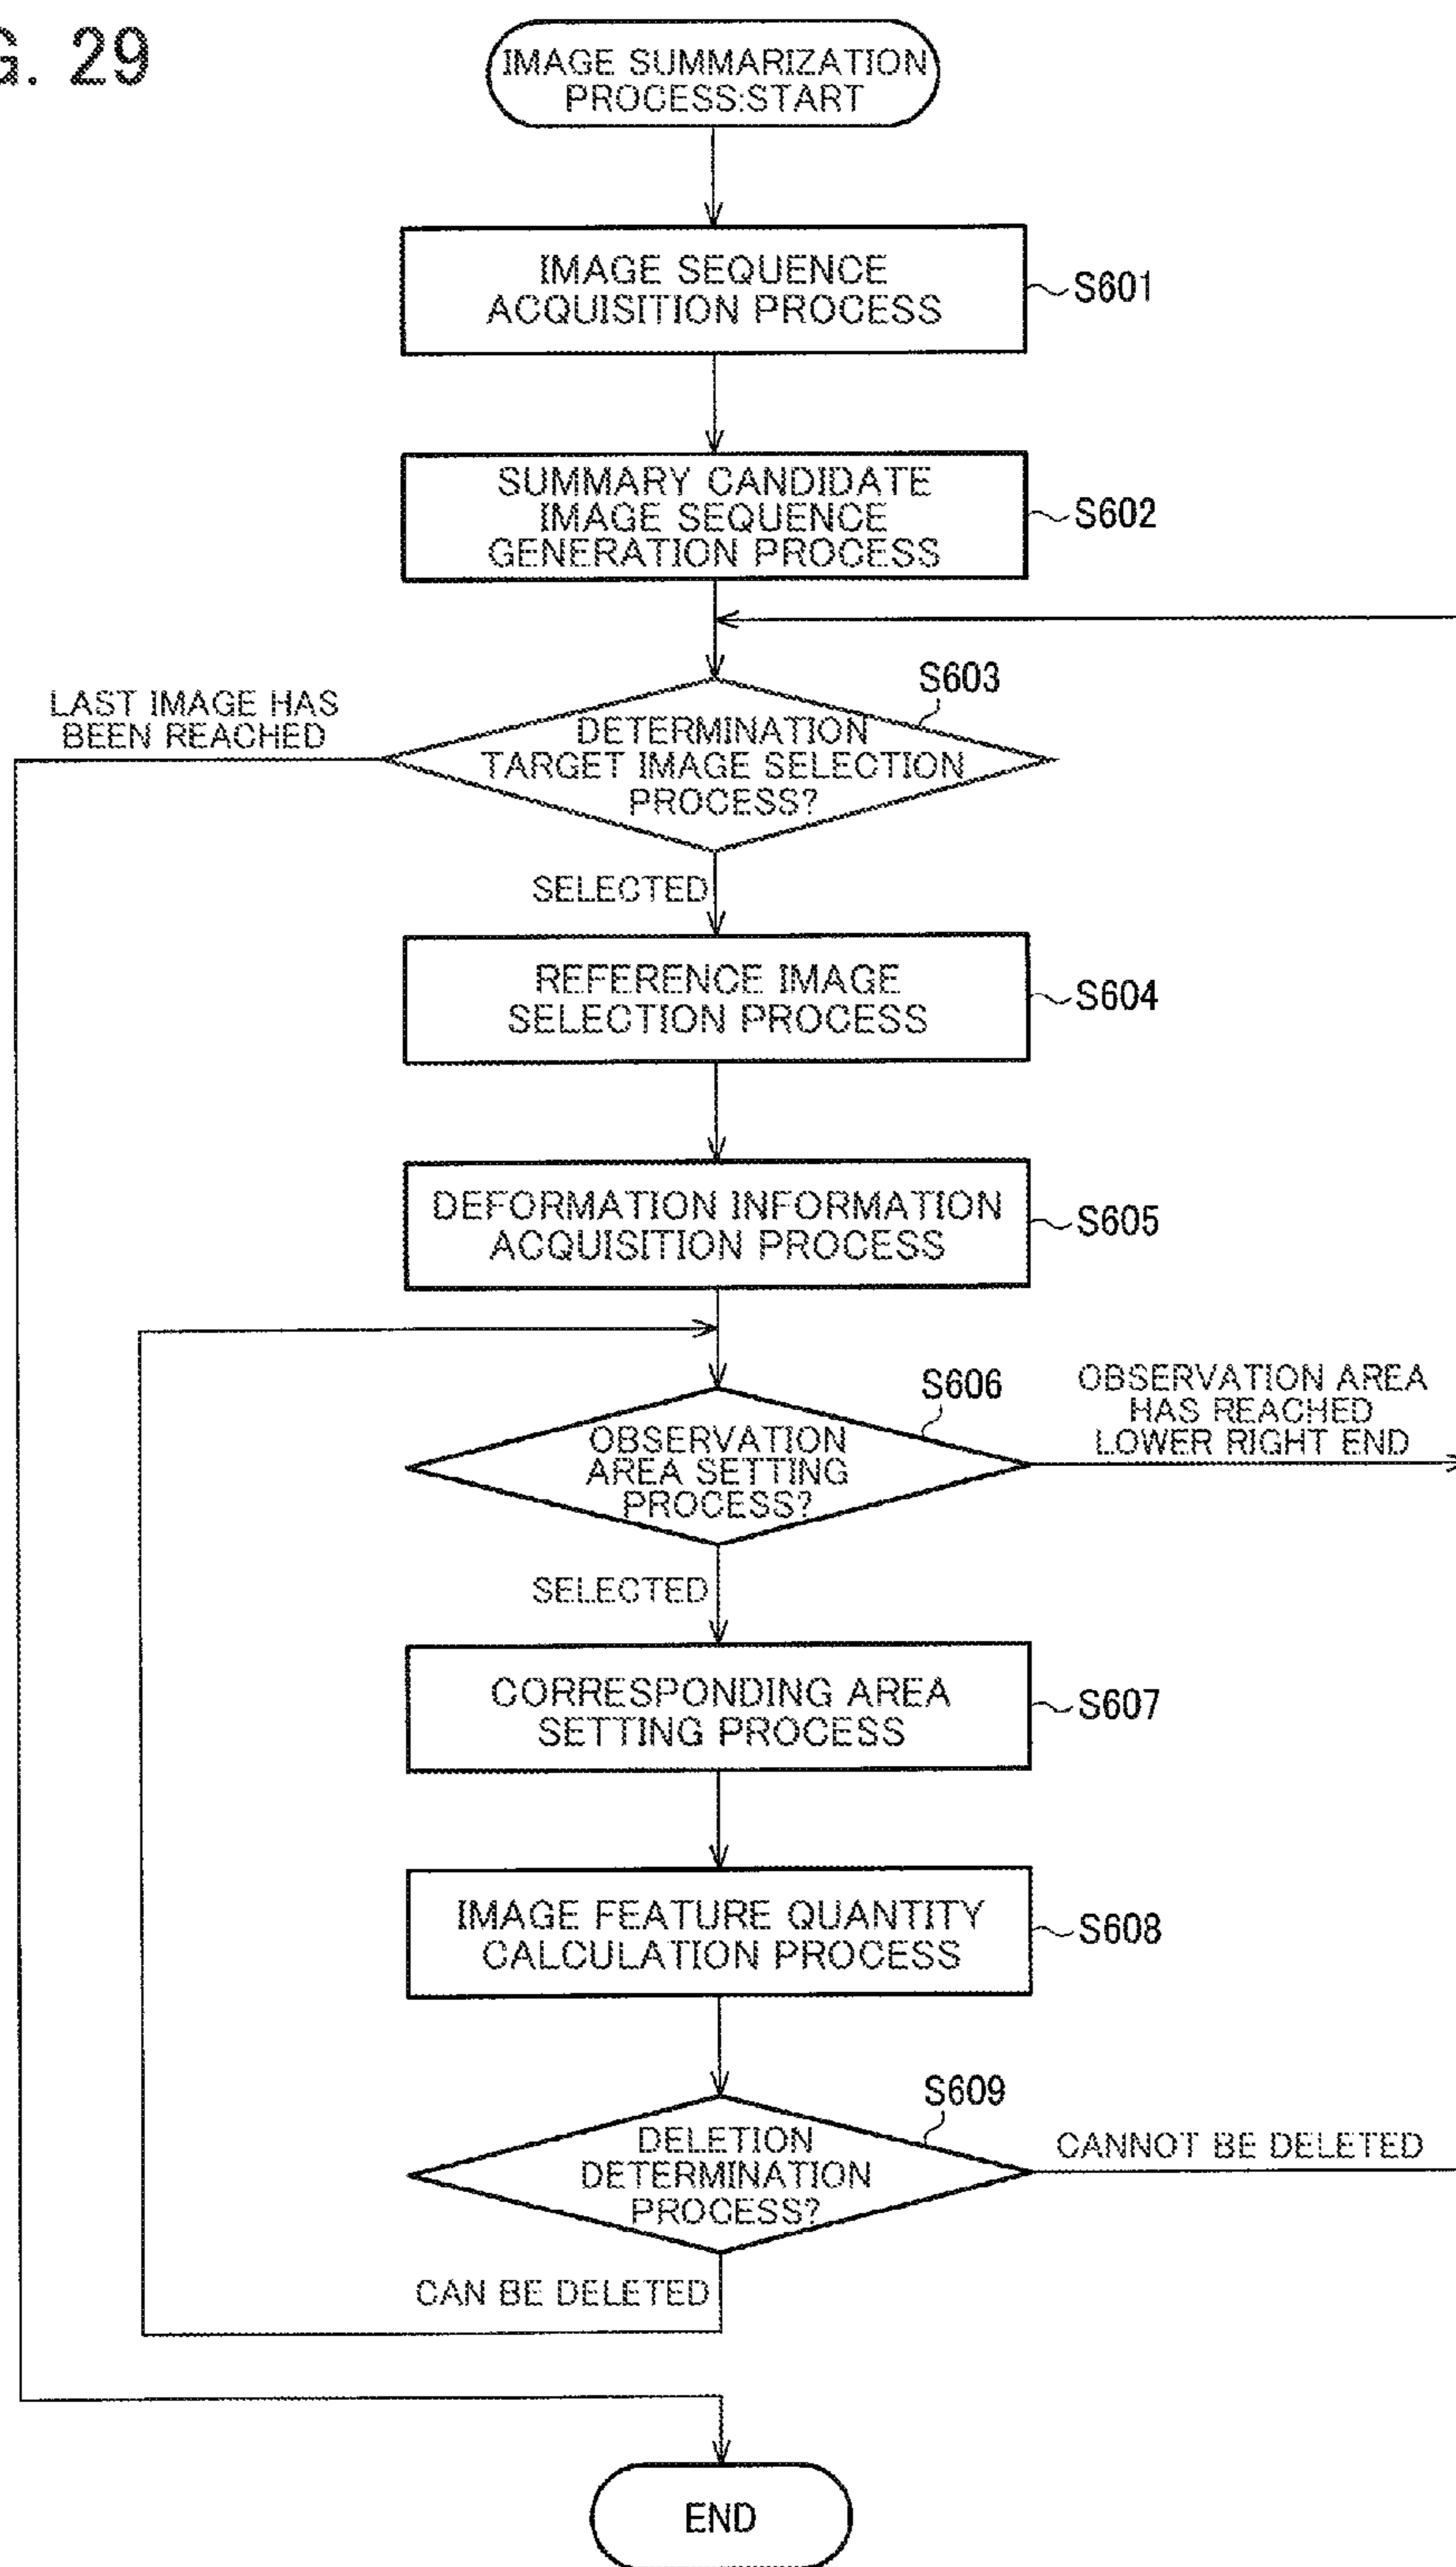 G. 29
IMAGE SUMMARIZATION
PROCESS:START
IMAGE SEQUENCE
ACQUISITION PROCESS
S601
SUMMARY CANDIDATE
IMAGE SEQUENCE
GENERATION PROCESS
S602
S603
LAST IMAGE HAS
BEEN REACHED
DETERMINATION
TARGET IMAGE SELECTION
PROCESS?
SELECTED
REFERENCE IMAGE
SELECTION PROCESS
S604
DEFORMATION INFORMATION
ACQUISITION PROCESS
S605
S606
OBSERVATION
AREA SETTING
PROCESS?
OBSERVATION AREA
HAS REACHED
LOWER RIGHT END
SELECTED
CORRESPONDING AREA
SETTING PROCESS
S607
IMAGE FEATURE QUANTITY
CALCULATION PROCESS
S608
S609
DELETION
DETERMINATION
PROCESS?
CANNOT BE DELETED
CAN BE DELETED
END